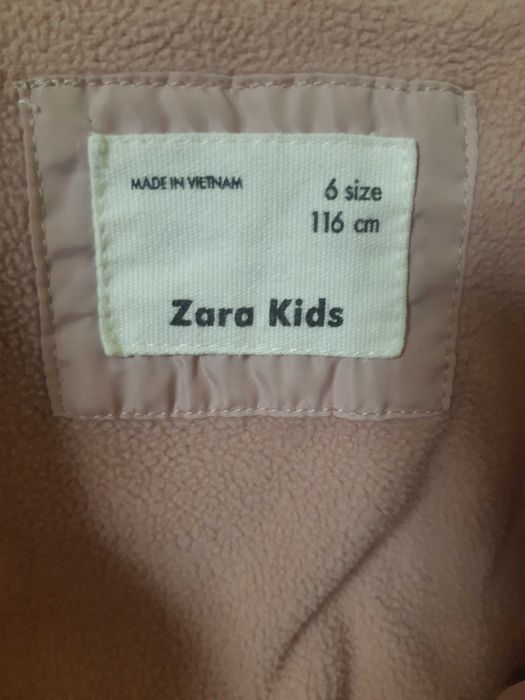 MADE IN VIETNAM
6 size
116 cm
Zara Kids